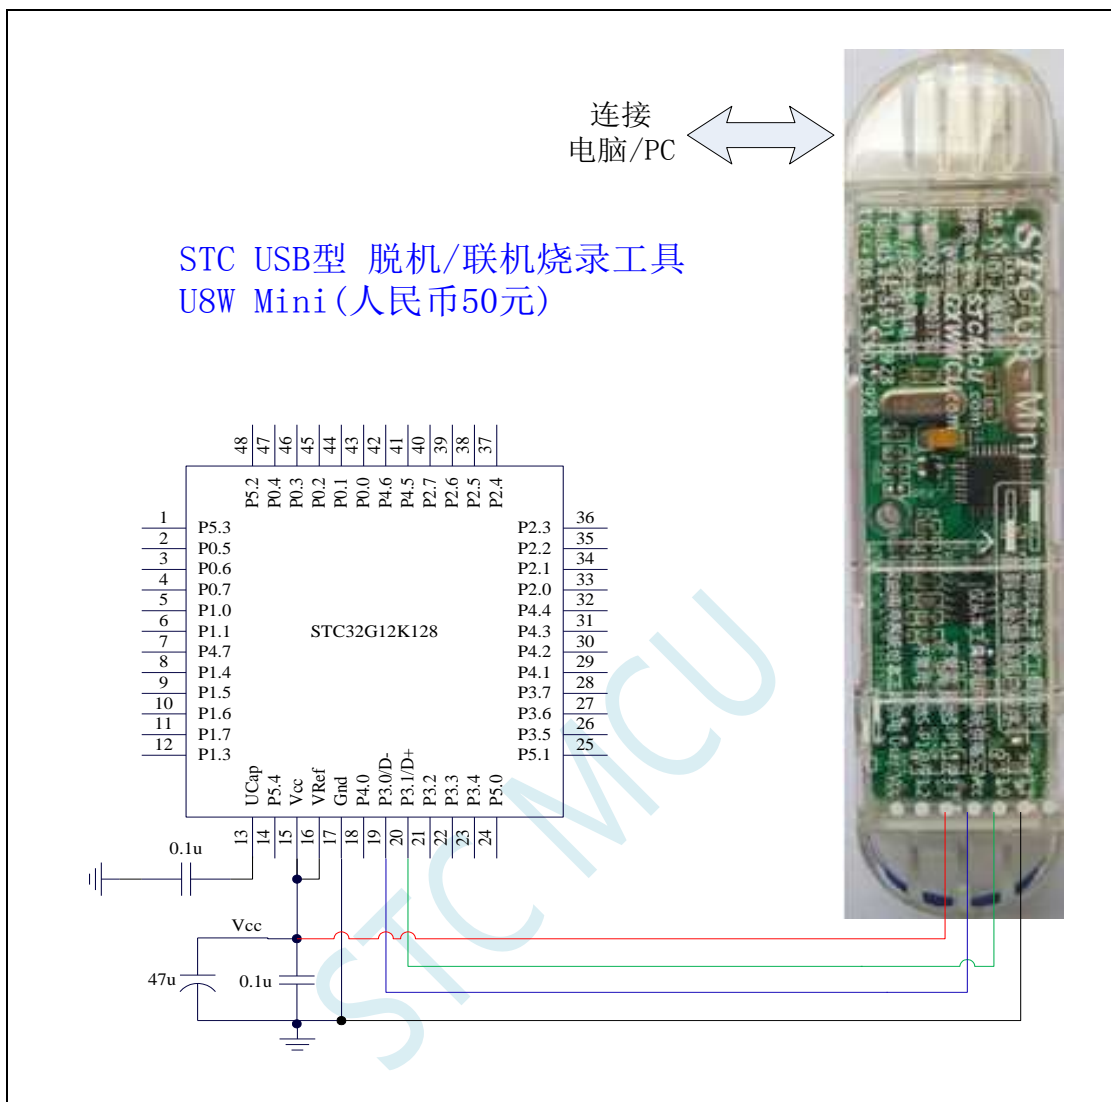 连接
电脑/PC
STC USB型 脱机/联机烧录工具
U8W Mini(人民币50元)
48 47 46 45 44 43 42 41 40 39 38 37
P5.2 P0.4 P0.3 P0.2 P0.1 P0.0 P4.6 P4.5 P2.7 P2.6 P2.5 P2.4
1 P5.3 P2.3 36
2 P0.5 P2.2 35
3 P0.6 P2.1 34
4 P0.7 P2.0 33
5 P1.0 P4.4 32
6 P1.1 P4.3 31
STC32G12K128
7 P4.7 P4.2 30
8 P1.4 P4.1 29
9 P1.5 P3.7 28
10 P1.6 P3.6 27
11 P1.7 P3.5 26
12 P1.3 P5.1 25
UCap P5.4 Vcc VRef Gnd P4.0 P3.0/D- P3.1/D+ P3.2 P3.3 P3.4 P5.0
13 14 15 16 17 18 19 20 21 22 23 24
0.1u
Vcc
47u
0.1u
STC MCU
STC U8 Mini
STCMCU.com